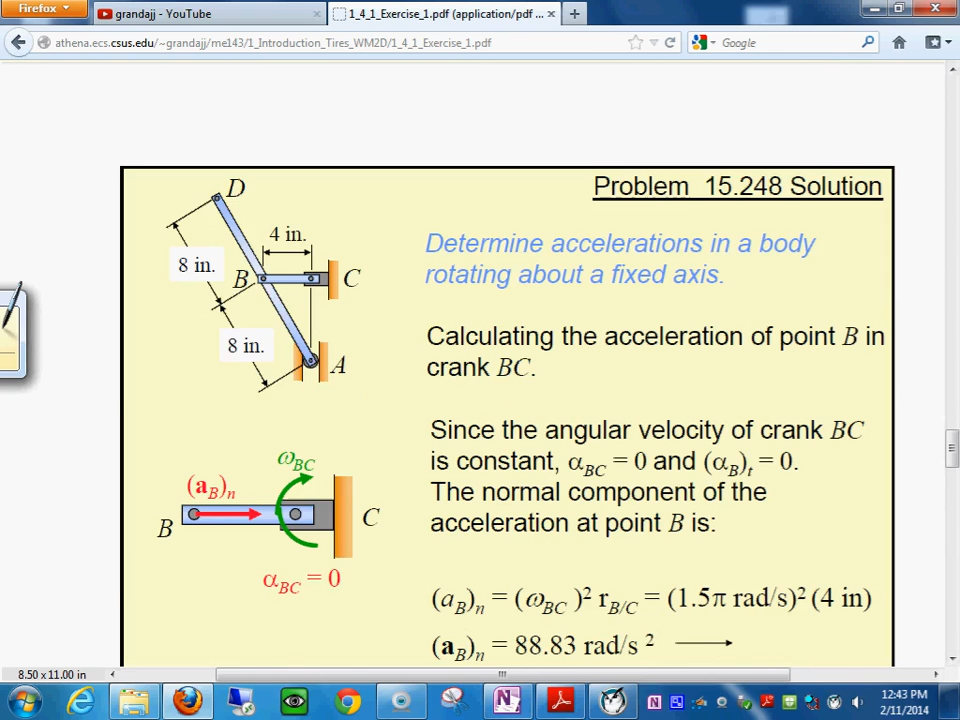 Firefox
grandajj - YouTube
1_4_1_Exercise_1.pdf (application/pdf ...
athena.ecs.csus.edu/~grandajj/me143/1_Introduction_Tires_WM2D/1_4_1_Exercise_1.pdf
Google
Problem 15.248 Solution
D
4 in.
8 in.
B
C
8 in.
A
Determine accelerations in a body
rotating about a fixed axis.
Calculating the acceleration of point B in
crank BC.
Since the angular velocity of crank BC
is constant, α_BC = 0 and (α_B)_t = 0.
The normal component of the
acceleration at point B is:
ω_BC
(a_B)_n
B
C
α_BC = 0
(a_B)_n = (ω_BC )² r_B/C = (1.5π rad/s)² (4 in)
(a_B)_n = 88.83 rad/s ² →
8.50 x 11.00 in
12:43 PM
2/11/2014